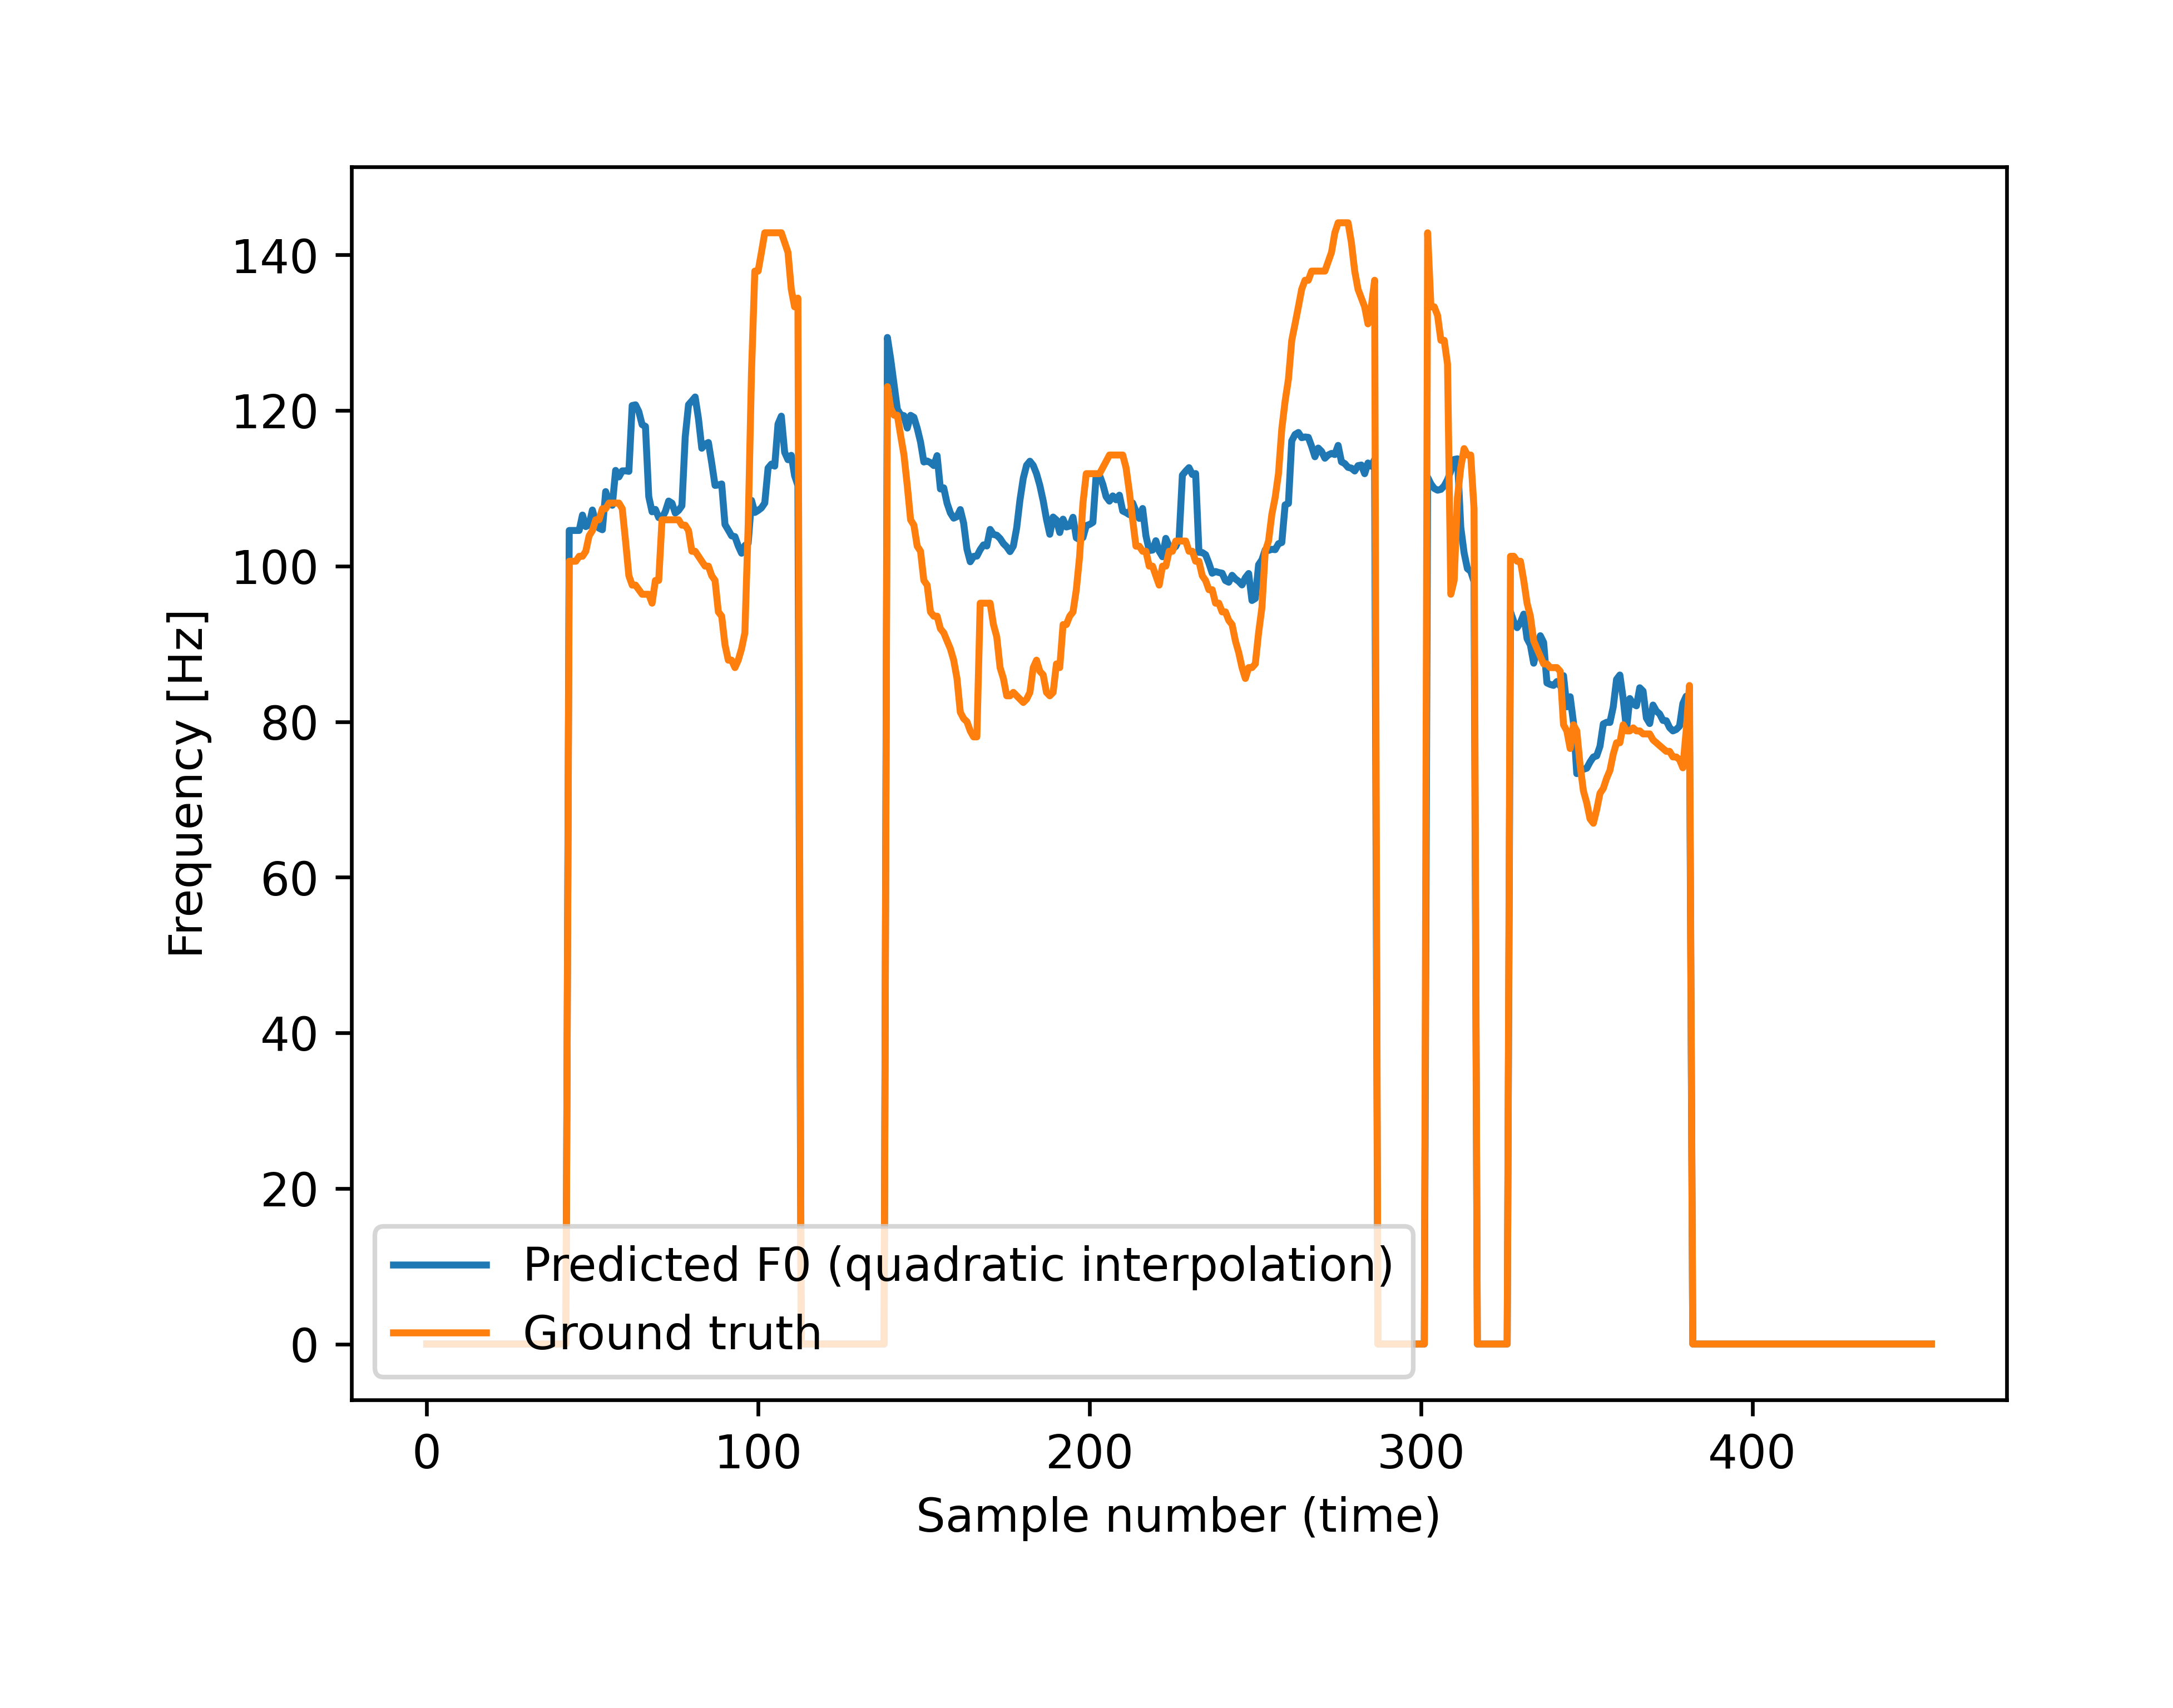 140
120
100
80
60
40
20
0
Frequency [Hz]
Predicted F0 (quadratic interpolation)
Ground truth
0 100 200 300 400
Sample number (time)